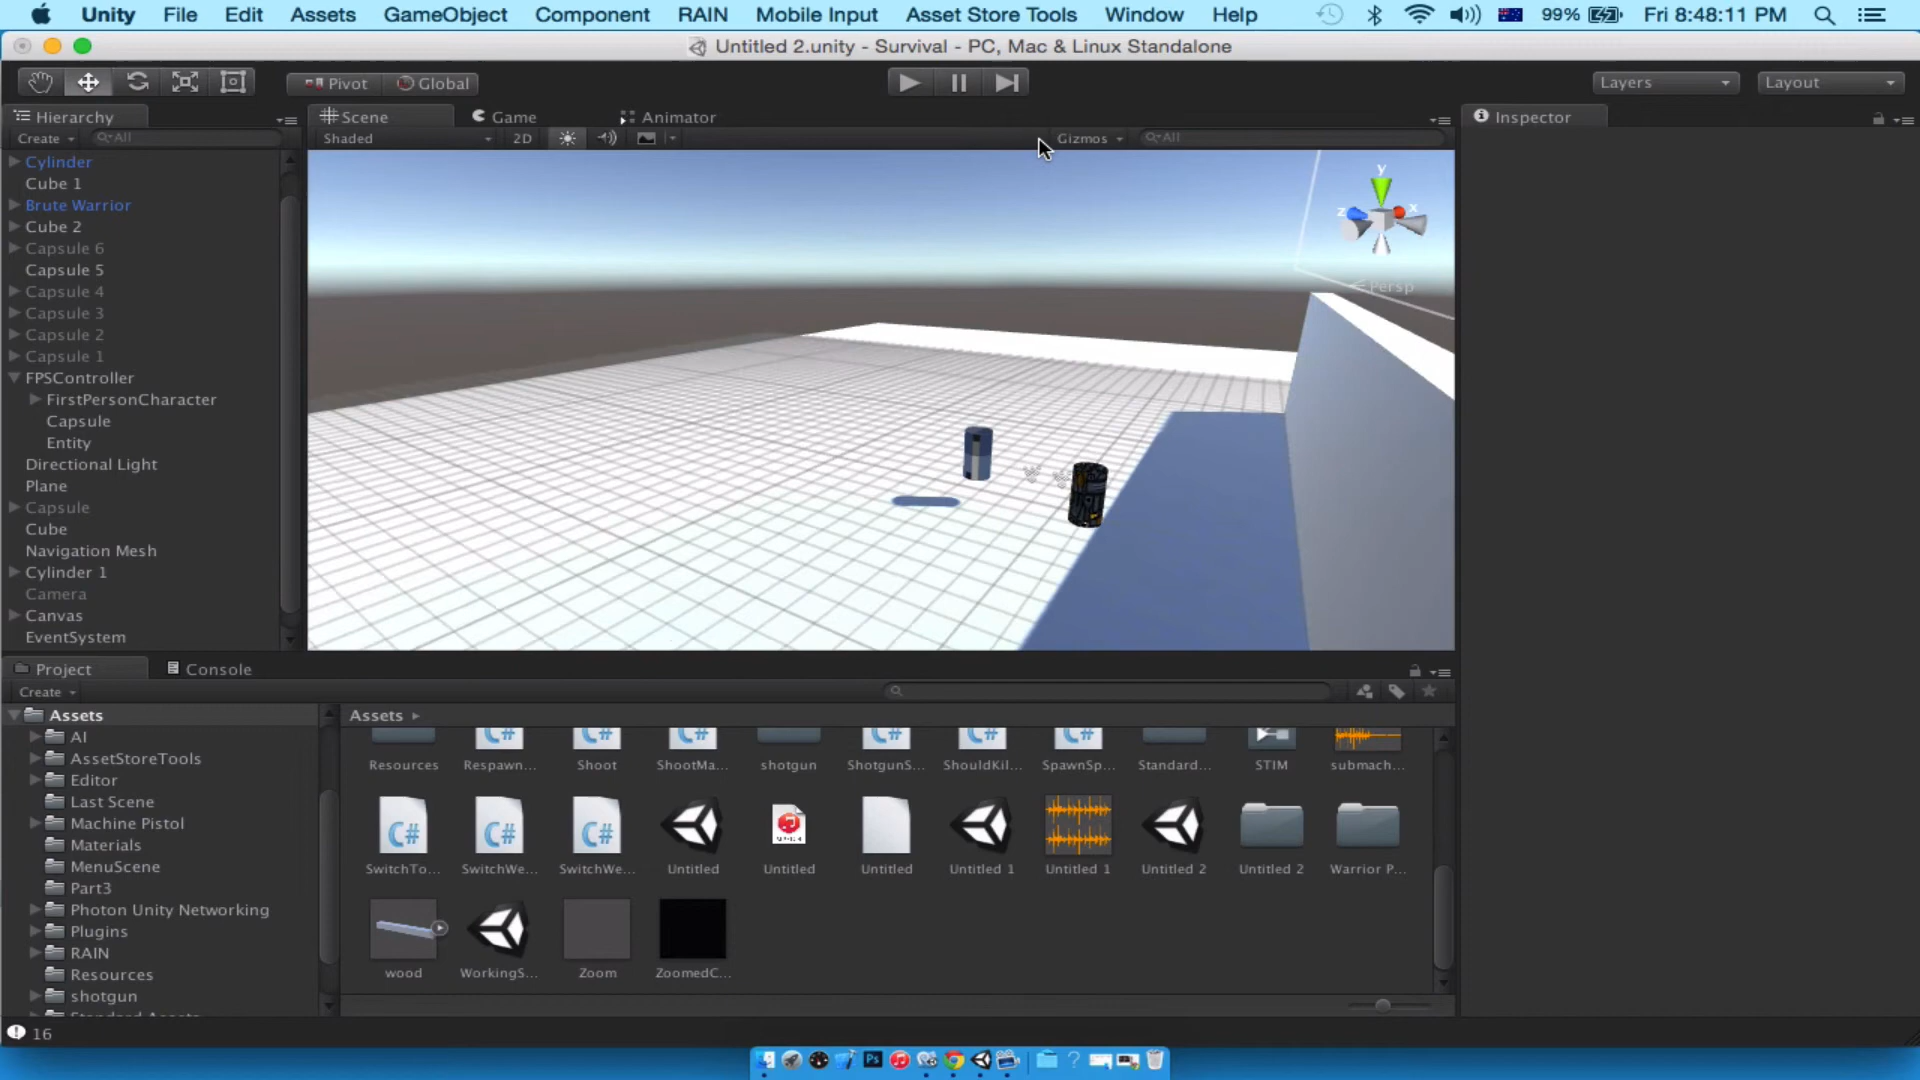 Unity File Edit Assets GameObject Component RAIN Mobile Input Asset Store Tools Window Help 99% Fri 8:48:11 PM
Untitled 2.unity - Survival - PC, Mac & Linux Standalone
Pivot Global Layers Layout
Hierarchy Scene Game Animator Inspector
Create All Shaded 2D Gizmos All
Cylinder
Cube 1
Brute Warrior
Cube 2
Capsule 6
Capsule 5
Capsule 4
Capsule 3
Capsule 2
Capsule 1
FPSController
FirstPersonCharacter
Capsule
Entity
Directional Light
Plane
Capsule
Cube
Navigation Mesh
Cylinder 1
Camera
Canvas
EventSystem
y
z x
Persp
Project Console
Create
Assets
AI
AssetStoreTools
Editor
Last Scene
Machine Pistol
Materials
MenuScene
Part3
Photon Unity Networking
Plugins
RAIN
Resources
shotgun
Assets
C# C# C# C# C# C#
Resources Respawn... Shoot ShootMa... shotgun ShotgunS... ShouldKil... SpawnSp... Standard... STIM submach...
C# C# C#
SwitchTo... SwitchWe... SwitchWe... Untitled Untitled Untitled Untitled 1 Untitled 1 Untitled 2 Untitled 2 Warrior P...
wood WorkingS... Zoom ZoomedC...
16
Ps